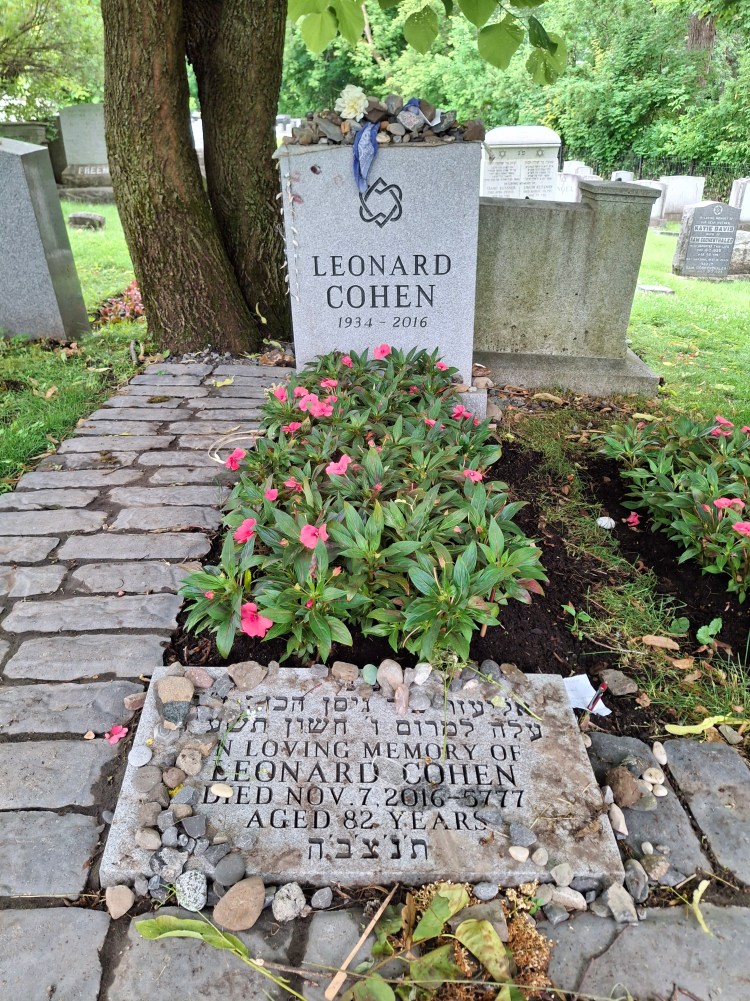 LEONARD
COHEN
1934 - 2016
ניסן הכהן
עלה למרום ו׳ חשון תשע
IN LOVING MEMORY OF
LEONARD COHEN
DIED NOV. 7, 2016-5777
AGED 82 YEARS
ת׳נ׳צ׳ב׳ה